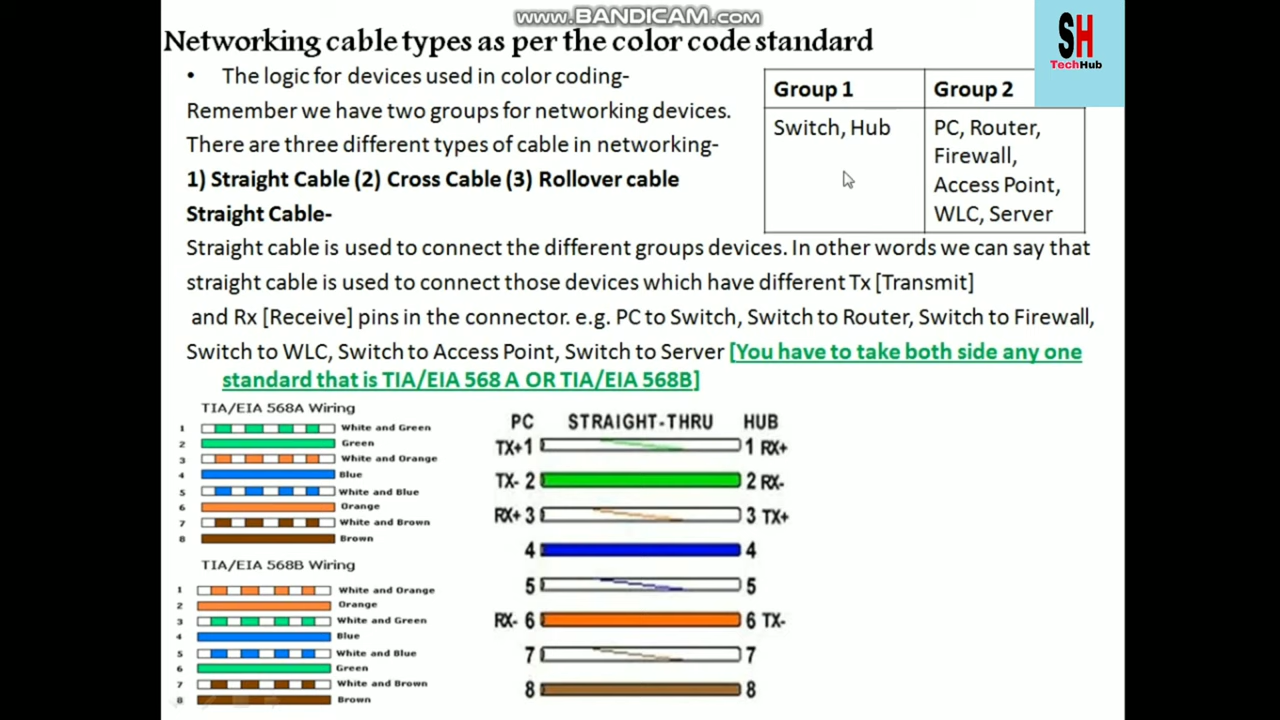 www.BANDICAM.com
SH
TechHub
Networking cable types as per the color code standard
• The logic for devices used in color coding-
Remember we have two groups for networking devices.
There are three different types of cable in networking-
1) Straight Cable (2) Cross Cable (3) Rollover cable
Group 1 Group 2
Switch, Hub PC, Router,
Firewall,
Access Point,
WLC, Server
Straight Cable-
Straight cable is used to connect the different groups devices. In other words we can say that
straight cable is used to connect those devices which have different Tx [Transmit]
and Rx [Receive] pins in the connector. e.g. PC to Switch, Switch to Router, Switch to Firewall,
Switch to WLC, Switch to Access Point, Switch to Server [You have to take both side any one
standard that is TIA/EIA 568 A OR TIA/EIA 568B]
TIA/EIA 568A Wiring
1 White and Green
2 Green
3 White and Orange
4 Blue
5 White and Blue
6 Orange
7 White and Brown
8 Brown
TIA/EIA 568B Wiring
1 White and Orange
2 Orange
3 White and Green
4 Blue
5 White and Blue
6 Green
7 White and Brown
8 Brown
PC STRAIGHT-THRU HUB
TX+ 1 1 RX+
TX- 2 2 RX-
RX+ 3 3 TX+
4 4
5 5
RX- 6 6 TX-
7 7
8 8